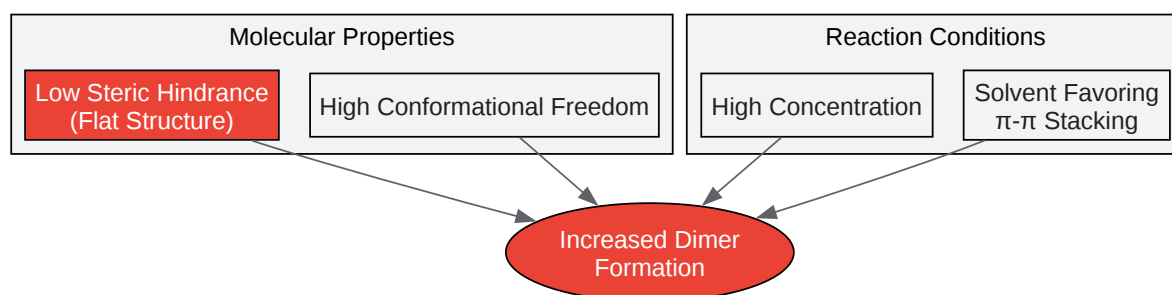 Molecular Properties
Low Steric Hindrance
(Flat Structure)
High Conformational Freedom
Reaction Conditions
High Concentration
Solvent Favoring
π-π Stacking
Increased Dimer
Formation